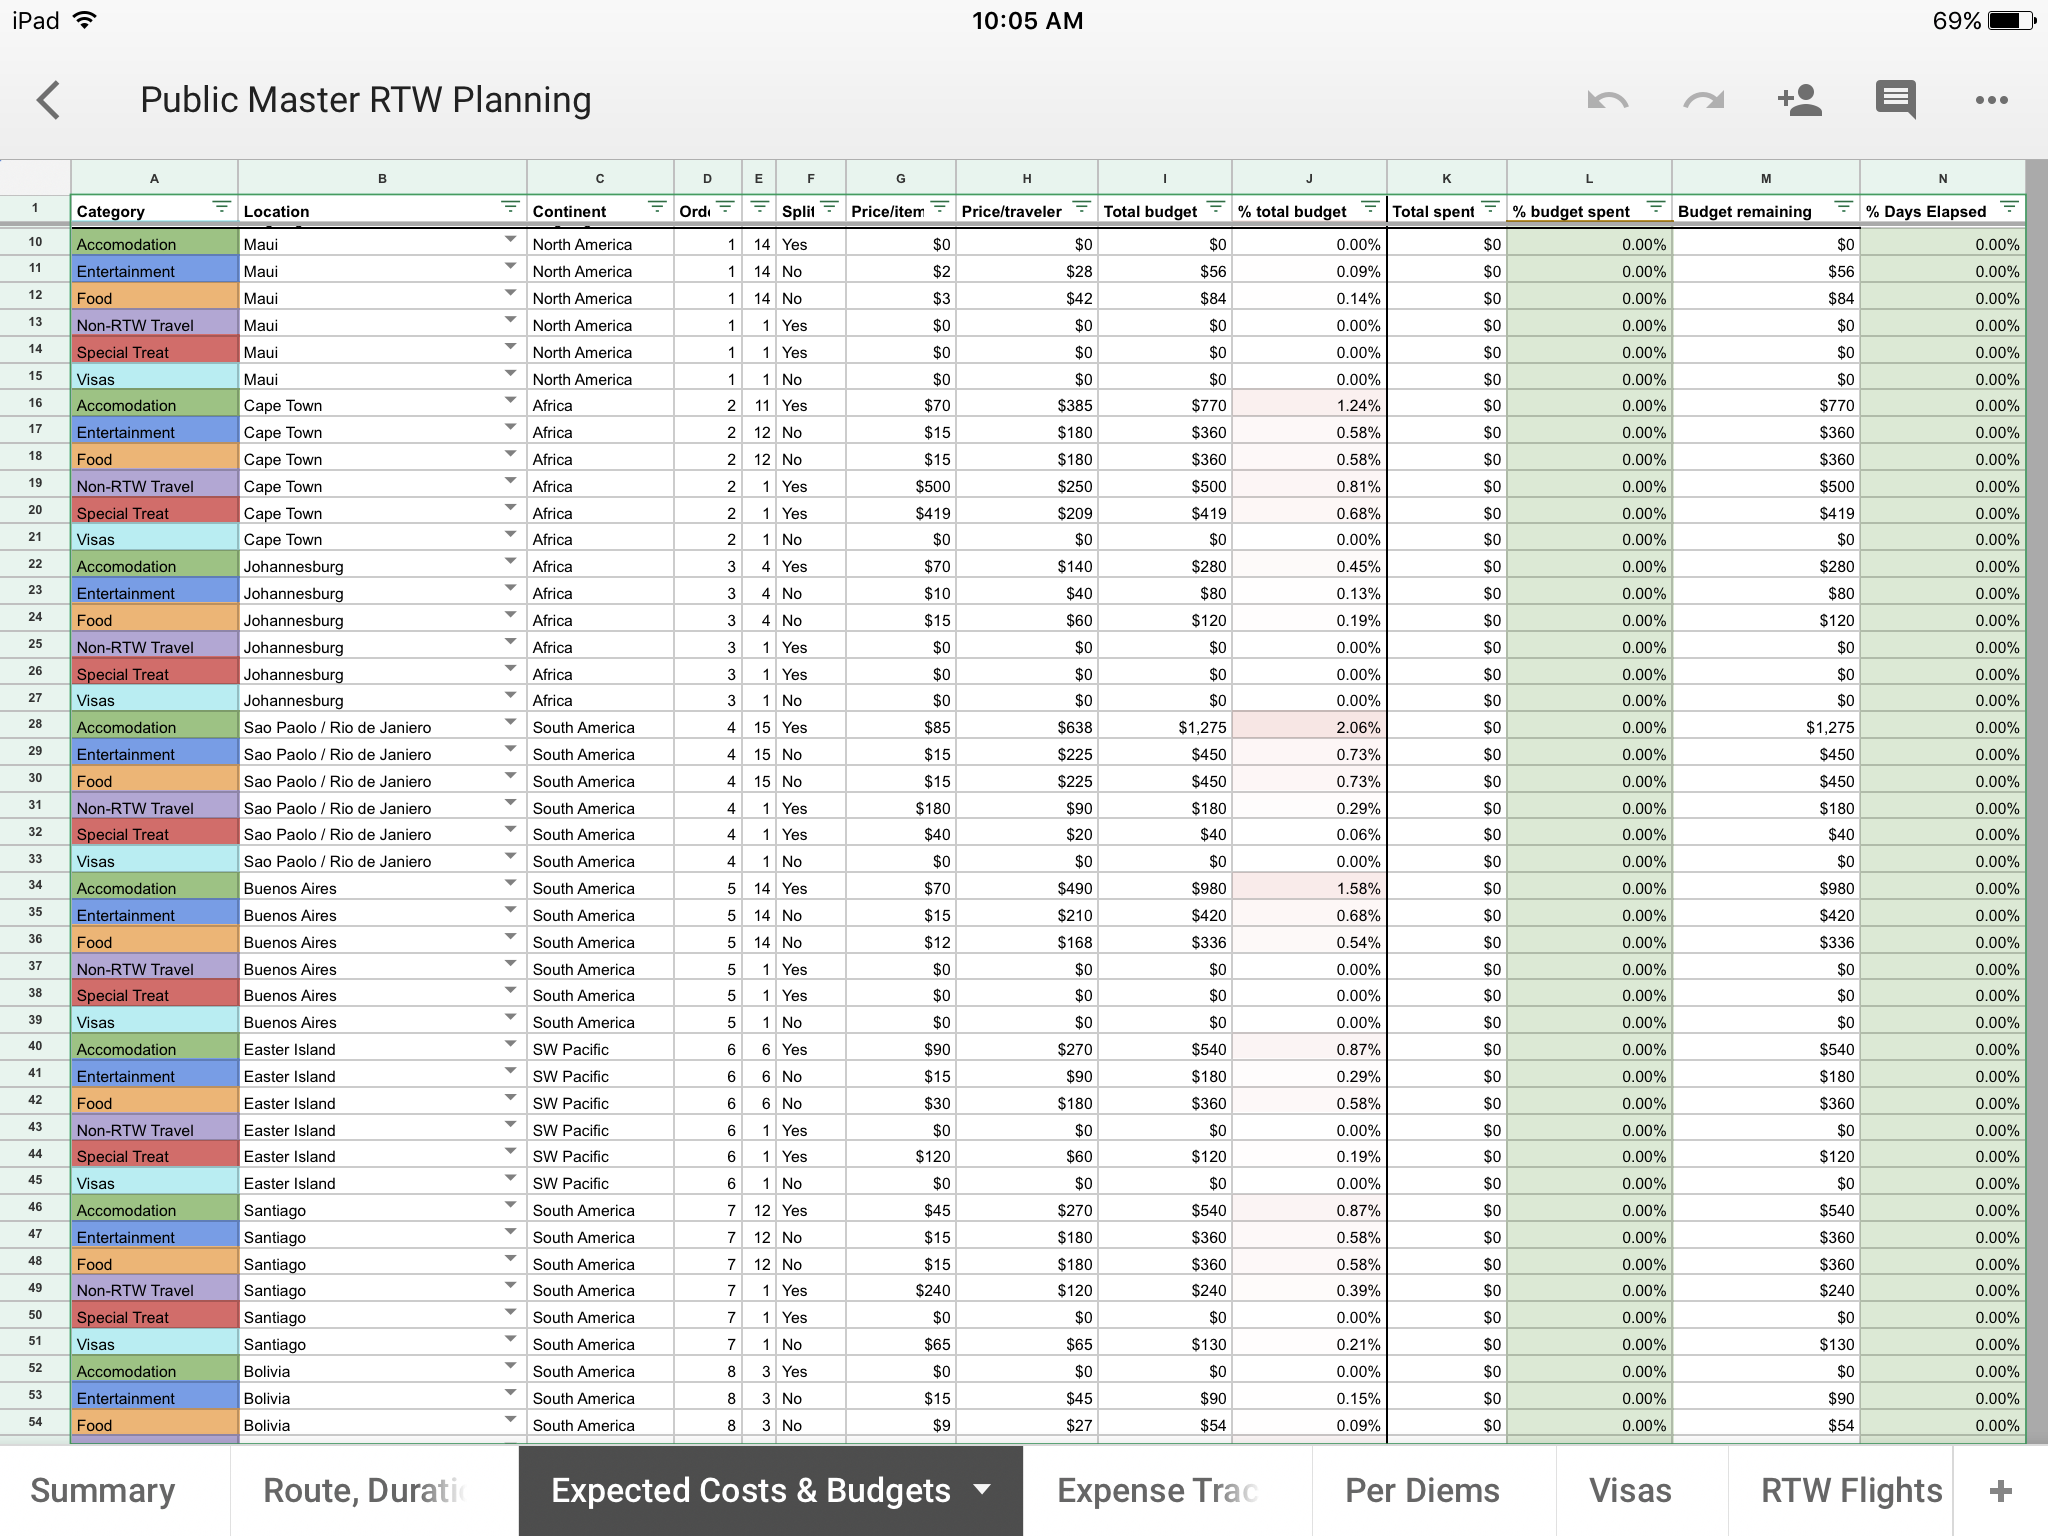 iPad 10:05 AM 69%
Public Master RTW Planning
A B C D E F G H I J K L M N
1 Category Location Continent Orde Split Price/item Price/traveler Total budget % total budget Total spent % budget spent Budget remaining % Days Elapsed
10 Accomodation Maui North America 1 14 Yes $0 $0 $0 0.00% $0 0.00% $0 0.00%
11 Entertainment Maui North America 1 14 No $2 $28 $56 0.09% $0 0.00% $56 0.00%
12 Food Maui North America 1 14 No $3 $42 $84 0.14% $0 0.00% $84 0.00%
13 Non-RTW Travel Maui North America 1 1 Yes $0 $0 $0 0.00% $0 0.00% $0 0.00%
14 Special Treat Maui North America 1 1 Yes $0 $0 $0 0.00% $0 0.00% $0 0.00%
15 Visas Maui North America 1 1 No $0 $0 $0 0.00% $0 0.00% $0 0.00%
16 Accomodation Cape Town Africa 2 11 Yes $70 $385 $770 1.24% $0 0.00% $770 0.00%
17 Entertainment Cape Town Africa 2 12 No $15 $180 $360 0.58% $0 0.00% $360 0.00%
18 Food Cape Town Africa 2 12 No $15 $180 $360 0.58% $0 0.00% $360 0.00%
19 Non-RTW Travel Cape Town Africa 2 1 Yes $500 $250 $500 0.81% $0 0.00% $500 0.00%
20 Special Treat Cape Town Africa 2 1 Yes $419 $209 $419 0.68% $0 0.00% $419 0.00%
21 Visas Cape Town Africa 2 1 No $0 $0 $0 0.00% $0 0.00% $0 0.00%
22 Accomodation Johannesburg Africa 3 4 Yes $70 $140 $280 0.45% $0 0.00% $280 0.00%
23 Entertainment Johannesburg Africa 3 4 No $10 $40 $80 0.13% $0 0.00% $80 0.00%
24 Food Johannesburg Africa 3 4 No $15 $60 $120 0.19% $0 0.00% $120 0.00%
25 Non-RTW Travel Johannesburg Africa 3 1 Yes $0 $0 $0 0.00% $0 0.00% $0 0.00%
26 Special Treat Johannesburg Africa 3 1 Yes $0 $0 $0 0.00% $0 0.00% $0 0.00%
27 Visas Johannesburg Africa 3 1 No $0 $0 $0 0.00% $0 0.00% $0 0.00%
28 Accomodation Sao Paolo / Rio de Janiero South America 4 15 Yes $85 $638 $1,275 2.06% $0 0.00% $1,275 0.00%
29 Entertainment Sao Paolo / Rio de Janiero South America 4 15 No $15 $225 $450 0.73% $0 0.00% $450 0.00%
30 Food Sao Paolo / Rio de Janiero South America 4 15 No $15 $225 $450 0.73% $0 0.00% $450 0.00%
31 Non-RTW Travel Sao Paolo / Rio de Janiero South America 4 1 Yes $180 $90 $180 0.29% $0 0.00% $180 0.00%
32 Special Treat Sao Paolo / Rio de Janiero South America 4 1 Yes $40 $20 $40 0.06% $0 0.00% $40 0.00%
33 Visas Sao Paolo / Rio de Janiero South America 4 1 No $0 $0 $0 0.00% $0 0.00% $0 0.00%
34 Accomodation Buenos Aires South America 5 14 Yes $70 $490 $980 1.58% $0 0.00% $980 0.00%
35 Entertainment Buenos Aires South America 5 14 No $15 $210 $420 0.68% $0 0.00% $420 0.00%
36 Food Buenos Aires South America 5 14 No $12 $168 $336 0.54% $0 0.00% $336 0.00%
37 Non-RTW Travel Buenos Aires South America 5 1 Yes $0 $0 $0 0.00% $0 0.00% $0 0.00%
38 Special Treat Buenos Aires South America 5 1 Yes $0 $0 $0 0.00% $0 0.00% $0 0.00%
39 Visas Buenos Aires South America 5 1 No $0 $0 $0 0.00% $0 0.00% $0 0.00%
40 Accomodation Easter Island SW Pacific 6 6 Yes $90 $270 $540 0.87% $0 0.00% $540 0.00%
41 Entertainment Easter Island SW Pacific 6 6 No $15 $90 $180 0.29% $0 0.00% $180 0.00%
42 Food Easter Island SW Pacific 6 6 No $30 $180 $360 0.58% $0 0.00% $360 0.00%
43 Non-RTW Travel Easter Island SW Pacific 6 1 Yes $0 $0 $0 0.00% $0 0.00% $0 0.00%
44 Special Treat Easter Island SW Pacific 6 1 Yes $120 $60 $120 0.19% $0 0.00% $120 0.00%
45 Visas Easter Island SW Pacific 6 1 No $0 $0 $0 0.00% $0 0.00% $0 0.00%
46 Accomodation Santiago South America 7 12 Yes $45 $270 $540 0.87% $0 0.00% $540 0.00%
47 Entertainment Santiago South America 7 12 No $15 $180 $360 0.58% $0 0.00% $360 0.00%
48 Food Santiago South America 7 12 No $15 $180 $360 0.58% $0 0.00% $360 0.00%
49 Non-RTW Travel Santiago South America 7 1 Yes $240 $120 $240 0.39% $0 0.00% $240 0.00%
50 Special Treat Santiago South America 7 1 Yes $0 $0 $0 0.00% $0 0.00% $0 0.00%
51 Visas Santiago South America 7 1 No $65 $65 $130 0.21% $0 0.00% $130 0.00%
52 Accomodation Bolivia South America 8 3 Yes $0 $0 $0 0.00% $0 0.00% $0 0.00%
53 Entertainment Bolivia South America 8 3 No $15 $45 $90 0.15% $0 0.00% $90 0.00%
54 Food Bolivia South America 8 3 No $9 $27 $54 0.09% $0 0.00% $54 0.00%
Summary Route, Duratio Expected Costs & Budgets Expense Trac Per Diems Visas RTW Flights +